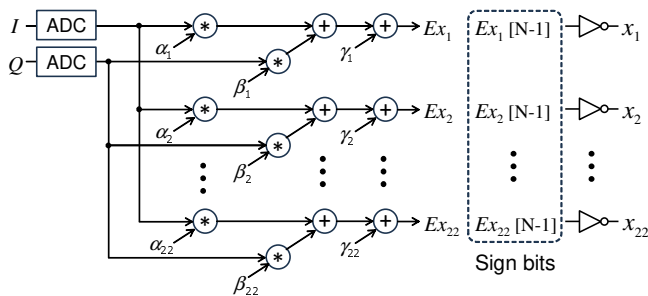 I ADC * + + Ex₁ Ex₁ [N-1] x₁
α₁
Q ADC * γ₁
β₁
* + + Ex₂ Ex₂ [N-1] x₂
α₂ * γ₂
β₂
* + + Ex₂₂ Ex₂₂ [N-1] x₂₂
α₂₂ * γ₂₂
Sign bits
β₂₂